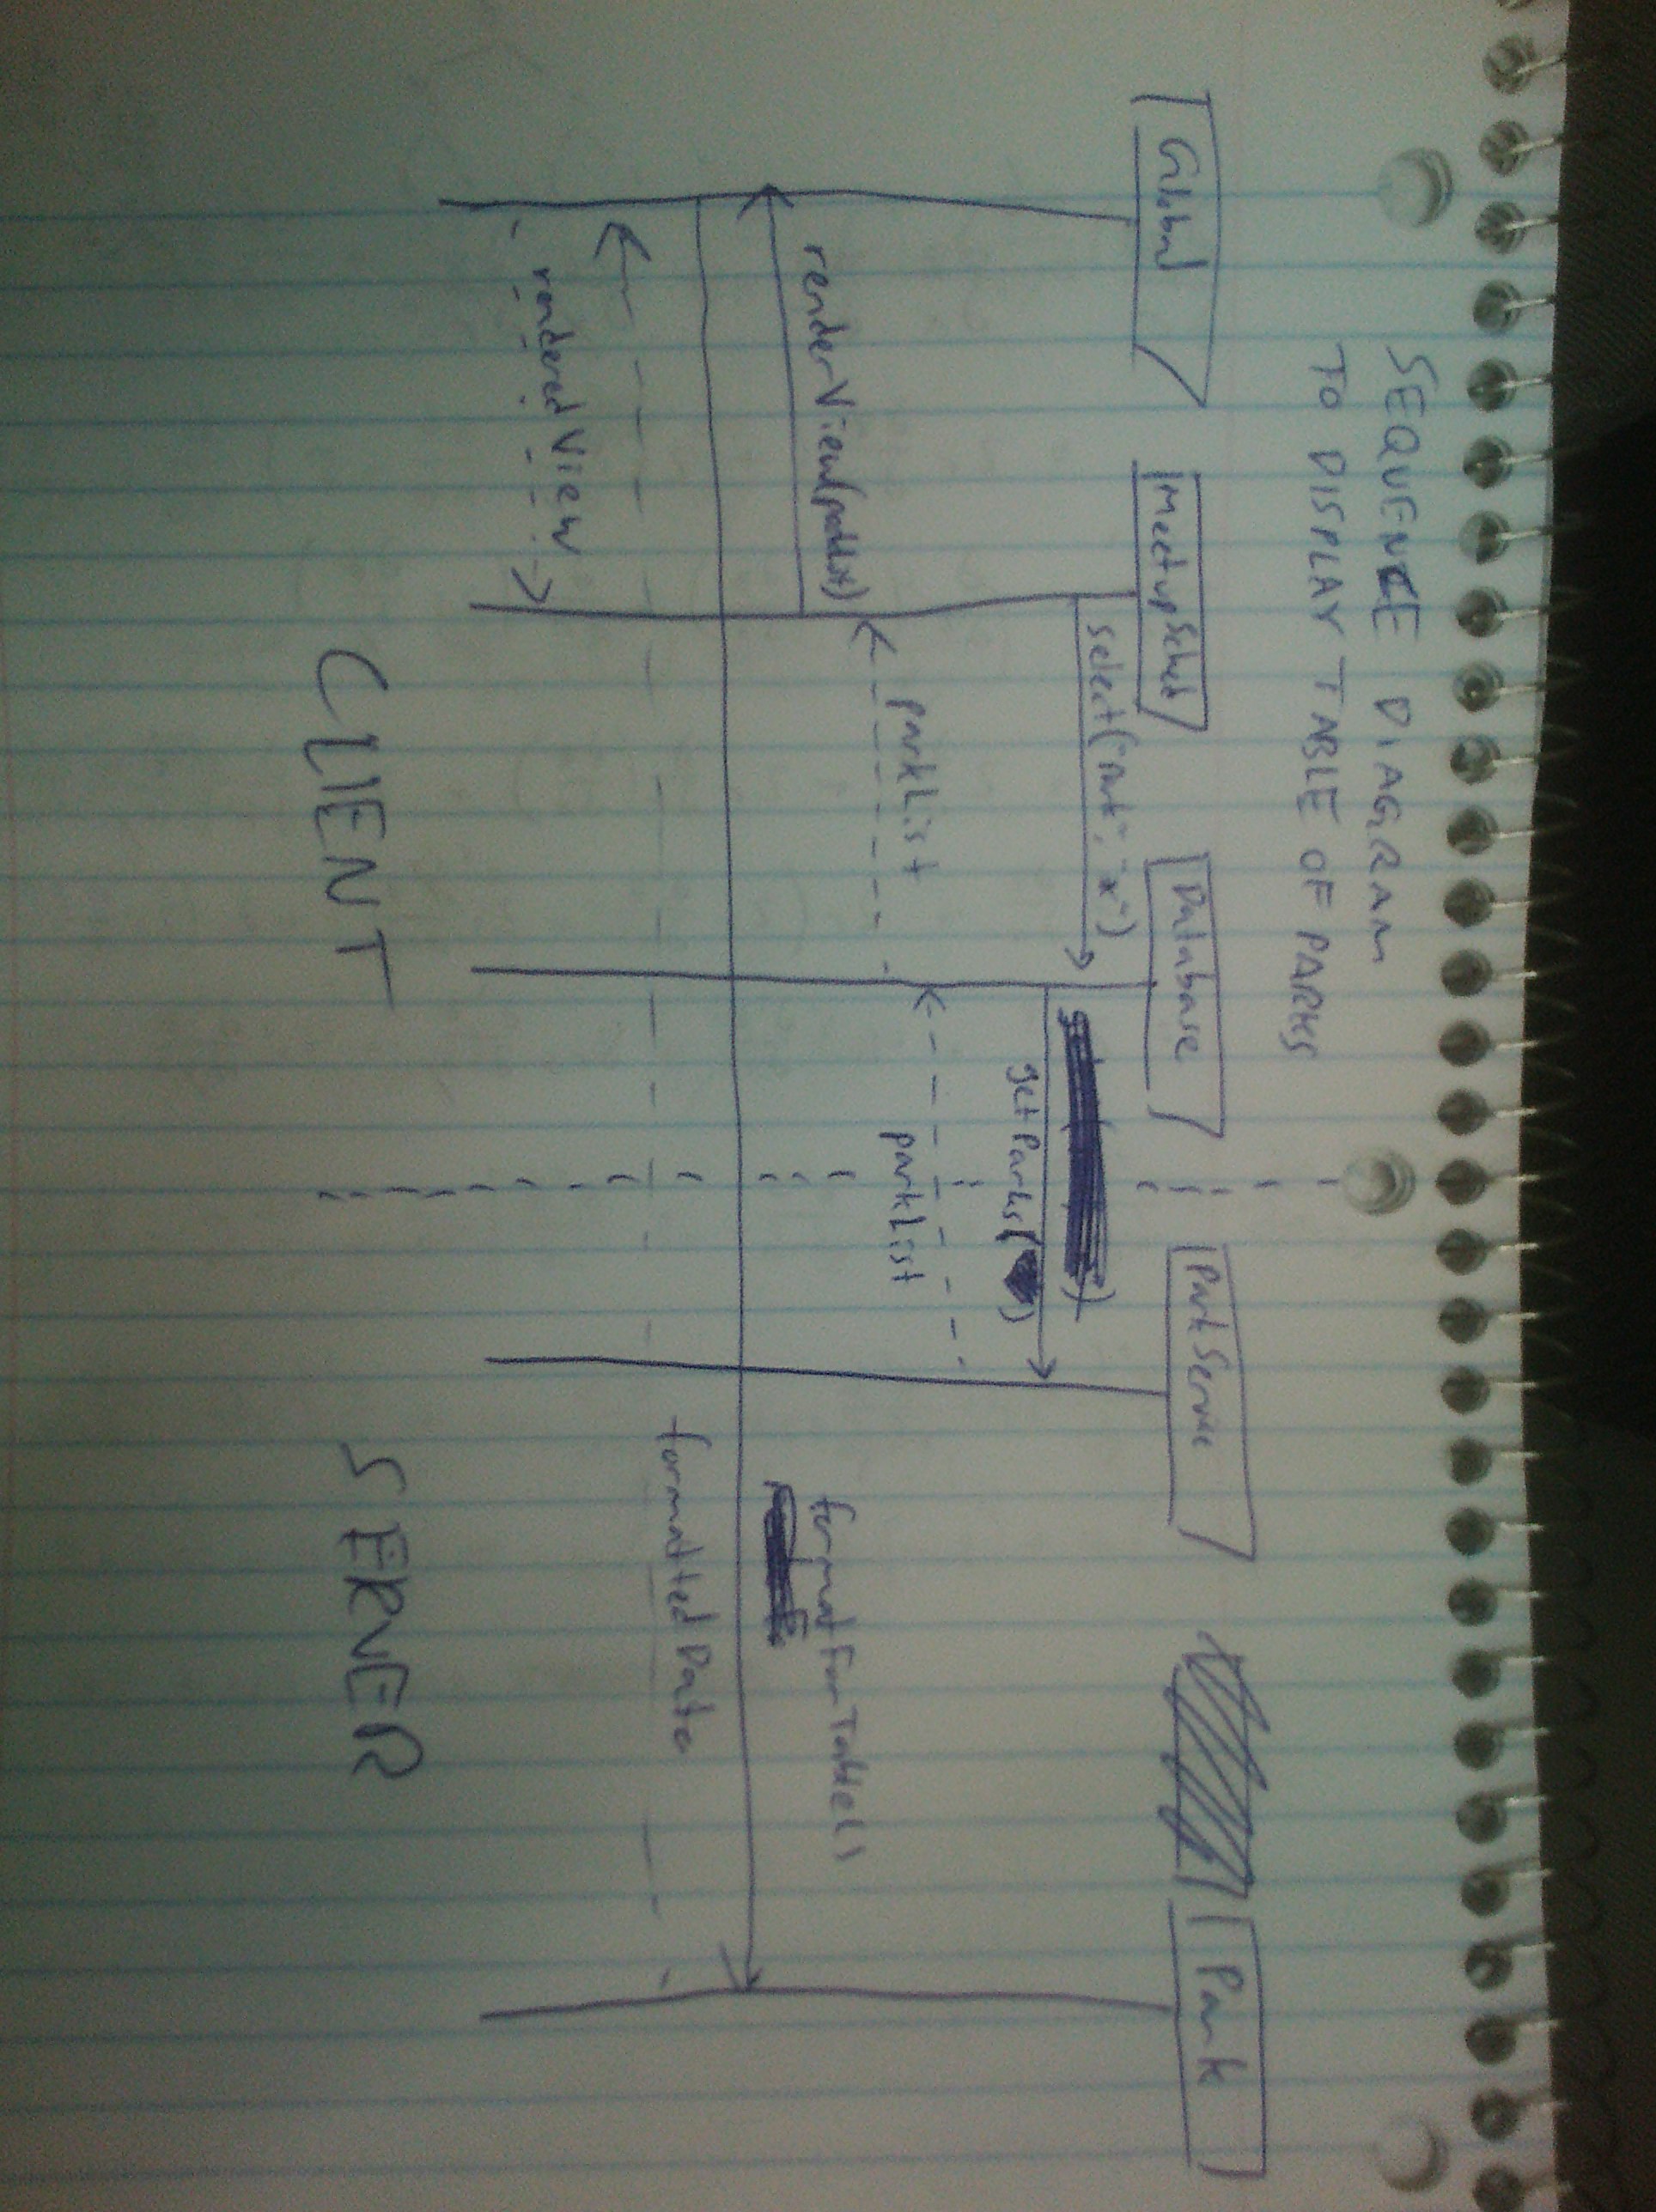 SEQUENCE DIAGRAM
TO DISPLAY TABLE OF PARKS
Global
MeetupSched
Database
ParkService
Park
select("park", "x")
getParks( )
parkList
parkList
renderView(
formatForTable()
formattedData
renderedView
CLIENT
SERVER